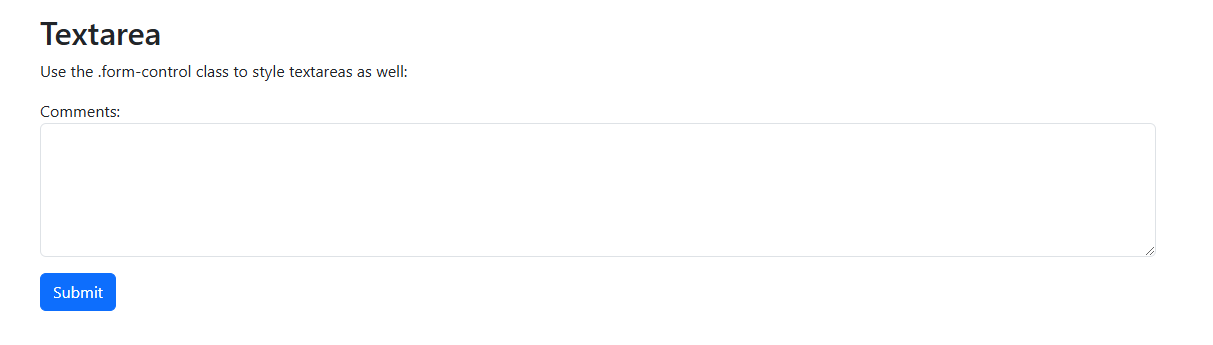 Textarea
Use the .form-control class to style textareas as well:
Comments:
Submit